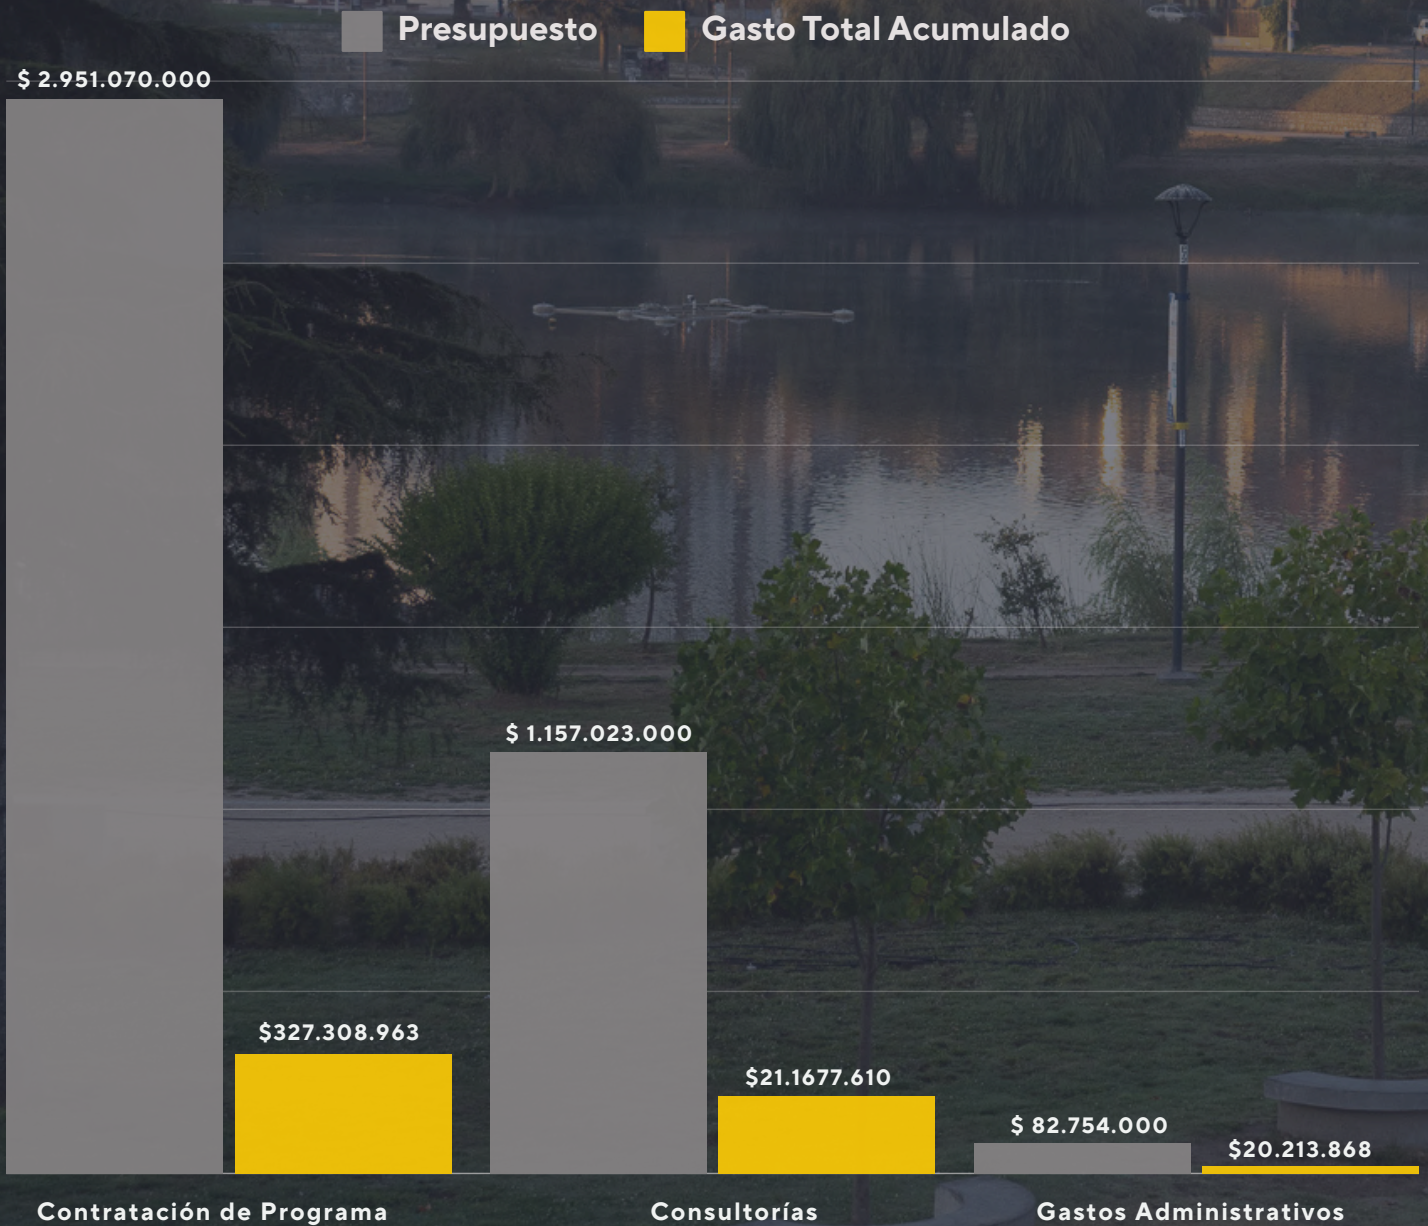 Presupuesto
Gasto Total Acumulado
$ 2.951.070.000
$ 1.157.023.000
$327.308.963
$21.1677.610
$ 82.754.000
$20.213.868
Contratación de Programa
Consultorías
Gastos Administrativos